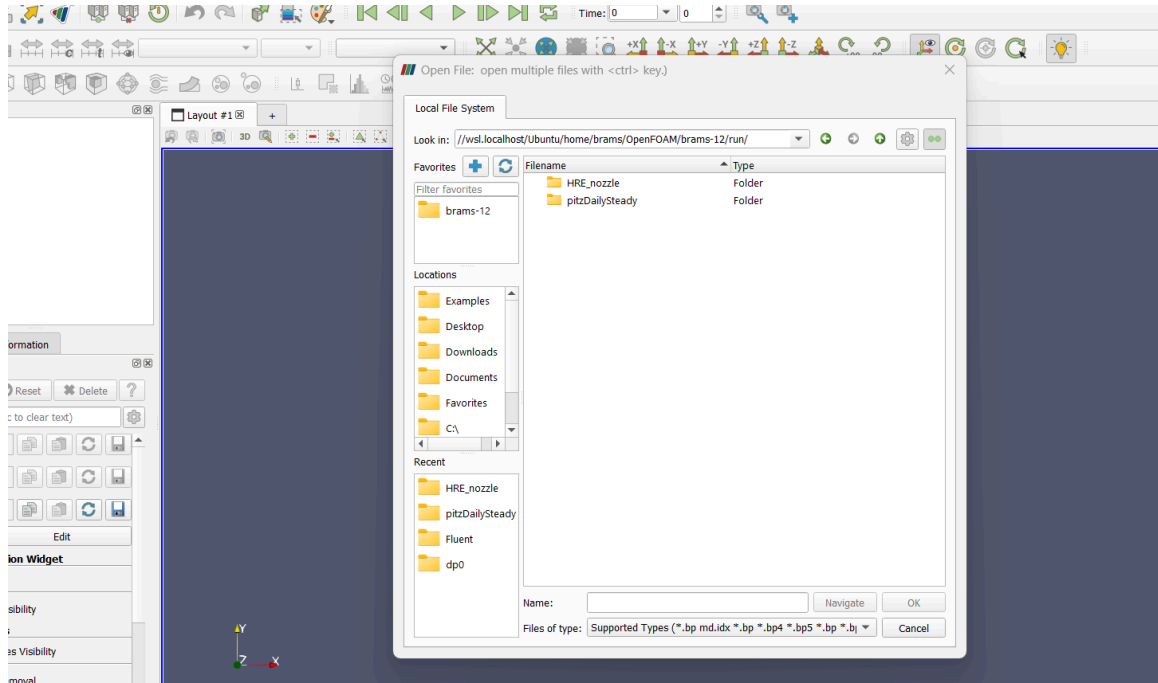 Time: 0 0
+X -X +Y -Y +Z -Z
Open File: open multiple files with <ctrl> key.)
Layout #1
+
3D
Local File System
Look in: //wsl.localhost/Ubuntu/home/brams/OpenFOAM/brams-12/run/
Favorites
Filter favorites
brams-12
Filename Type
HRE_nozzle Folder
pitzDailySteady Folder
Locations
Examples
Desktop
Downloads
Documents
Favorites
C:\
Recent
HRE_nozzle
pitzDailySteady
Fluent
dp0
Name:
Navigate OK
Files of type: Supported Types (*.bp md.idx *.bp *.bp4 *.bp5 *.bp *.b
Cancel
ormation
Reset Delete ?
c to clear text)
Edit
ion Widget
sibility
s
es Visibility
moval
Y
Z X